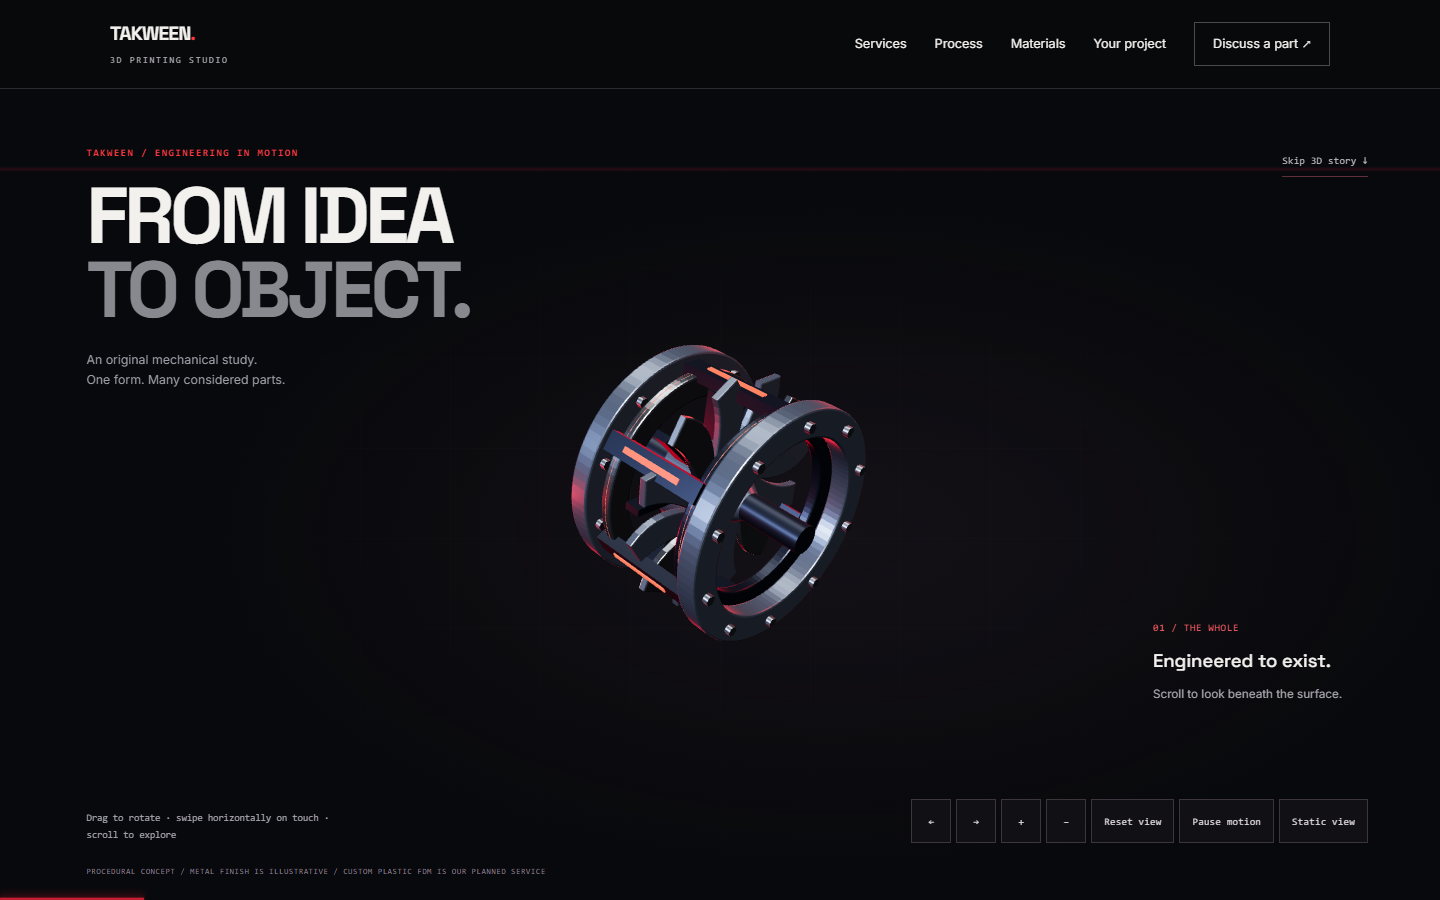 TAKWEEN.
3D PRINTING STUDIO
Services
Process
Materials
Your project
Discuss a part ↗
TAKWEEN / ENGINEERING IN MOTION
Skip 3D story ↓
FROM IDEA
TO OBJECT.
An original mechanical study.
One form. Many considered parts.
01 / THE WHOLE
Engineered to exist.
Scroll to look beneath the surface.
Drag to rotate · swipe horizontally on touch ·
scroll to explore
←
→
+
−
Reset view
Pause motion
Static view
PROCEDURAL CONCEPT / METAL FINISH IS ILLUSTRATIVE / CUSTOM PLASTIC FDM IS OUR PLANNED SERVICE